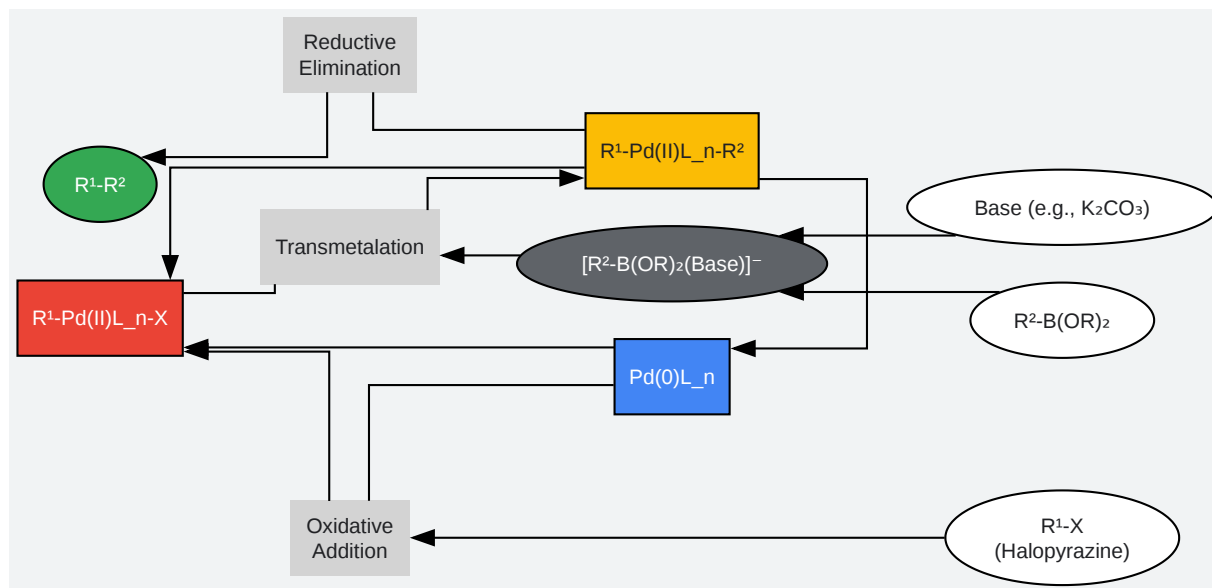 Reductive
Elimination
R¹-Pd(II)L_n-R²
R¹-R²
Base (e.g., K₂CO₃)
Transmetalation
[R²-B(OR)₂(Base)]⁻
R¹-Pd(II)L_n-X
R²-B(OR)₂
Pd(0)L_n
Oxidative
Addition
R¹-X
(Halopyrazine)